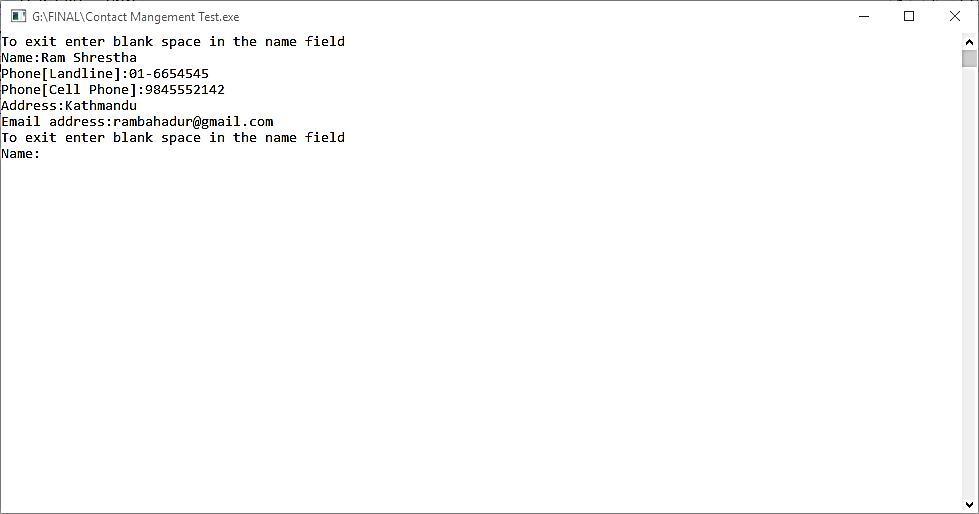 G:\FINAL\Contact Mangement Test.exe
To exit enter blank space in the name field
Name:Ram Shrestha
Phone[Landline]:01-6654545
Phone[Cell Phone]:9845552142
Address:Kathmandu
Email address:rambahadur@gmail.com
To exit enter blank space in the name field
Name: